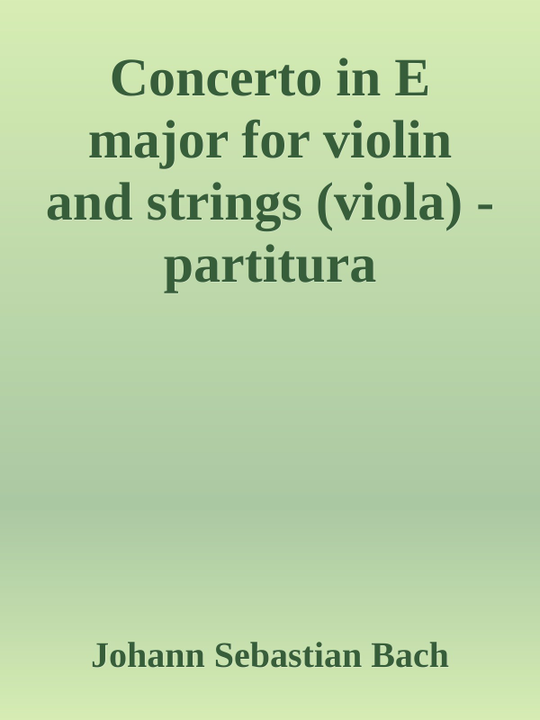 Concerto in E
major for violin
and strings (viola) -
partitura
Johann Sebastian Bach